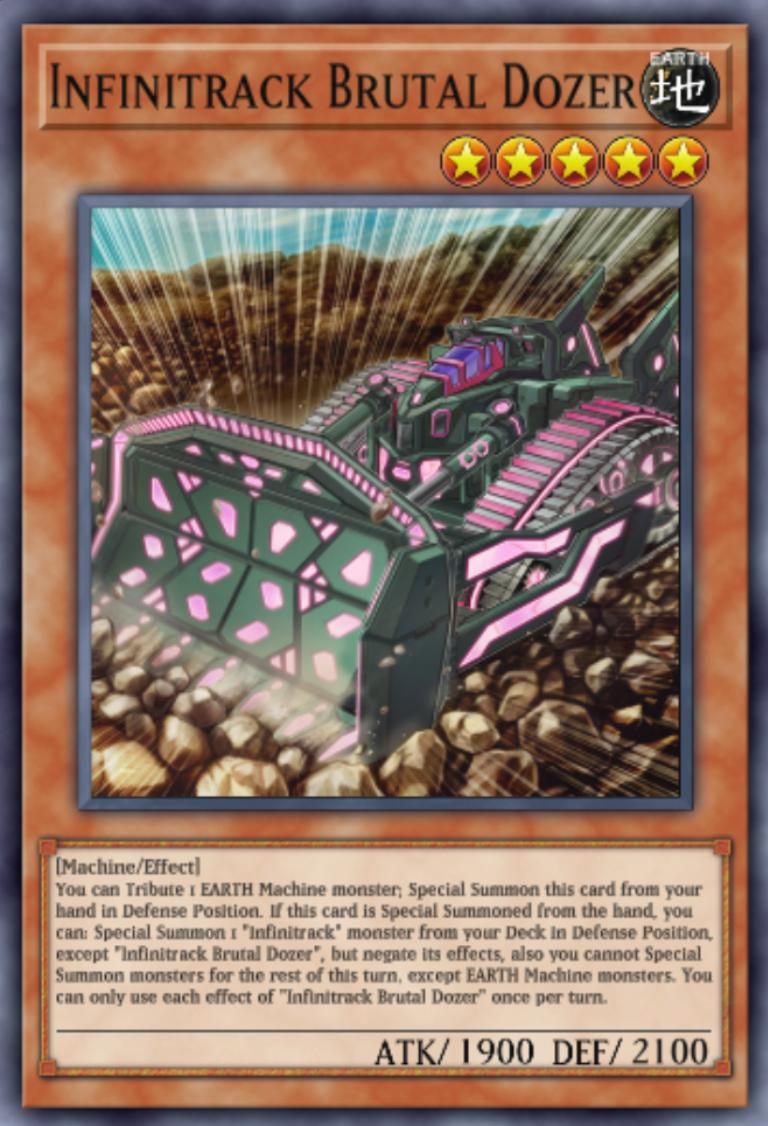 INFINITRACK BRUTAL DOZER
EARTH
地
[Machine/Effect]
You can Tribute 1 EARTH Machine monster; Special Summon this card from your
hand in Defense Position. If this card is Special Summoned from the hand, you
can: Special Summon 1 "Infinitrack" monster from your Deck in Defense Position,
except "Infinitrack Brutal Dozer", but negate its effects, also you cannot Special
Summon monsters for the rest of this turn, except EARTH Machine monsters. You
can only use each effect of "Infinitrack Brutal Dozer" once per turn.
ATK/ 1900 DEF/ 2100